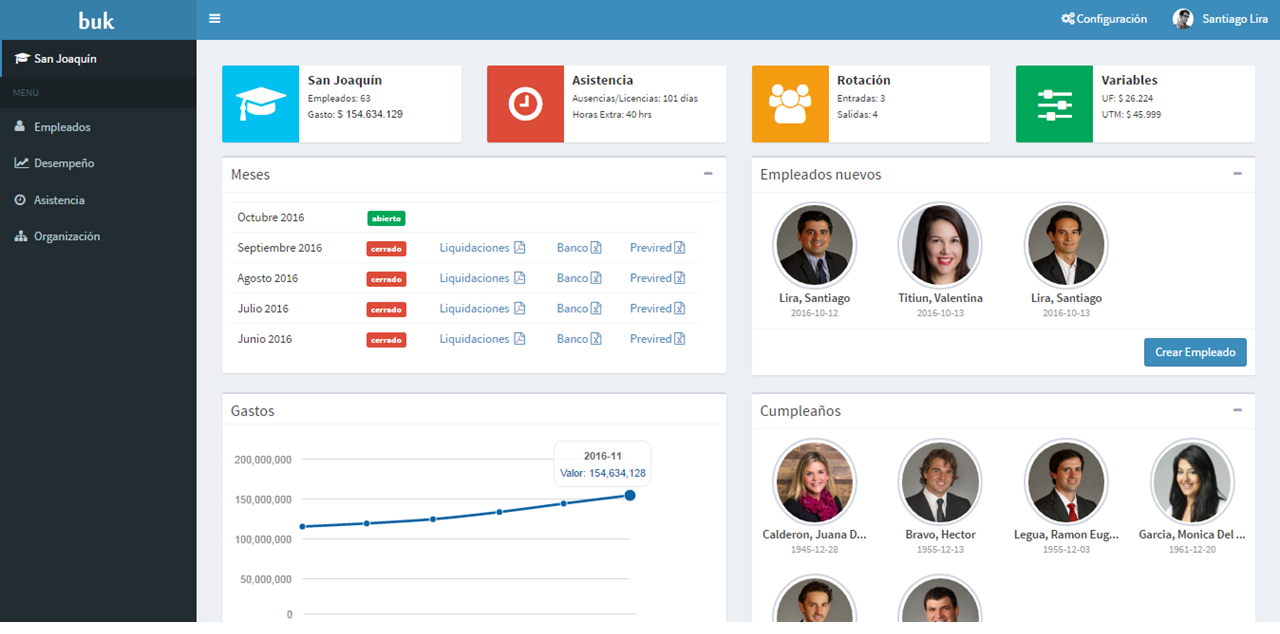 buk
Configuración
Santiago Lira
San Joaquín
MENU
Empleados
Desempeño
Asistencia
Organización
San Joaquín
Empleados: 63
Gasto: $ 154.634.129
Asistencia
Ausencias/Licencias: 101 días
Horas Extra: 40 hrs
Rotación
Entradas: 3
Salidas: 4
Variables
UF: $ 26.224
UTM: $ 45.999
Meses
Octubre 2016 abierto
Septiembre 2016 cerrado Liquidaciones Banco Previred
Agosto 2016 cerrado Liquidaciones Banco Previred
Julio 2016 cerrado Liquidaciones Banco Previred
Junio 2016 cerrado Liquidaciones Banco Previred
Empleados nuevos
Lira, Santiago
2016-10-12
Titiun, Valentina
2016-10-13
Lira, Santiago
2016-10-13
Crear Empleado
Gastos
2016-11
Valor: 154,634,128
200,000,000
150,000,000
100,000,000
50,000,000
0
Cumpleaños
Calderon, Juana D...
1945-12-28
Bravo, Hector
1955-12-13
Legua, Ramon Eug...
1955-12-03
Garcia, Monica Del ...
1961-12-20